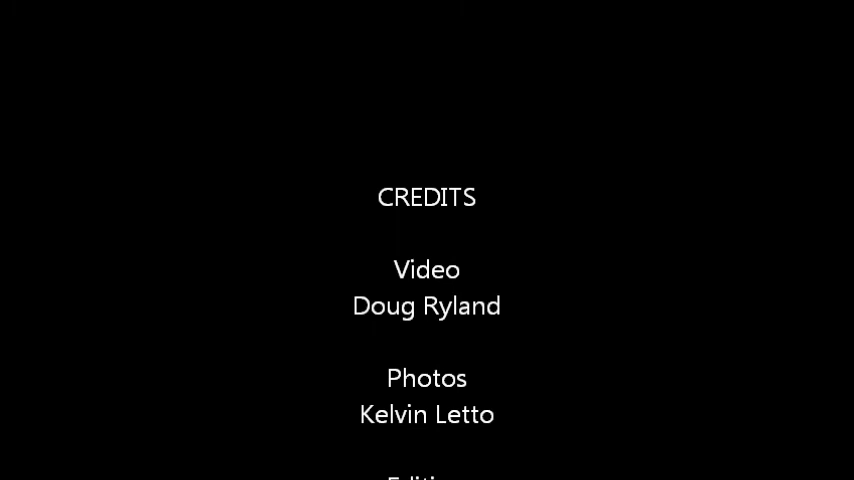 CREDITS
Video
Doug Ryland
Photos
Kelvin Letto